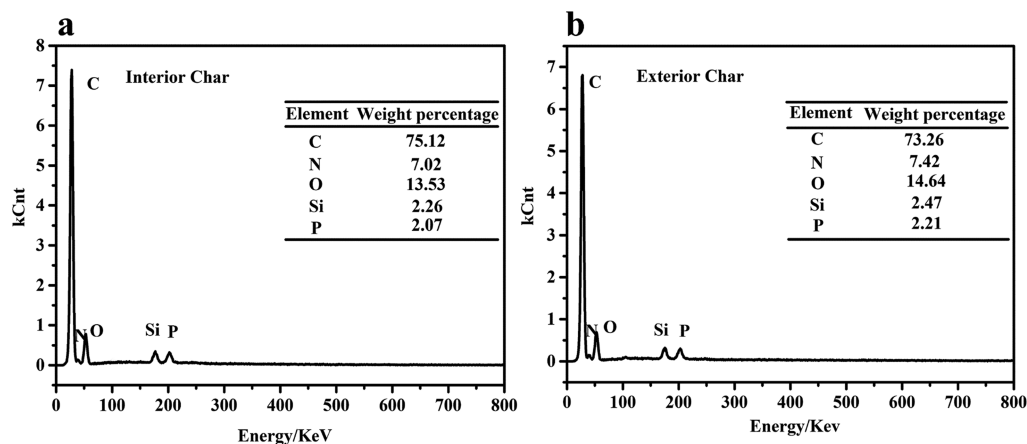 a
8
7
6
5
4
3
2
1
0
kCnt
C
Interior Char
Element Weight percentage
C 75.12
N 7.02
O 13.53
Si 2.26
P 2.07
N O Si P
0 100 200 300 400 500 600 700 800
Energy/KeV
b
7
6
5
4
3
2
1
0
kCnt
C
Exterior Char
Element Weight percentage
C 73.26
N 7.42
O 14.64
Si 2.47
P 2.21
N O Si P
0 100 200 300 400 500 600 700 800
Energy/Kev